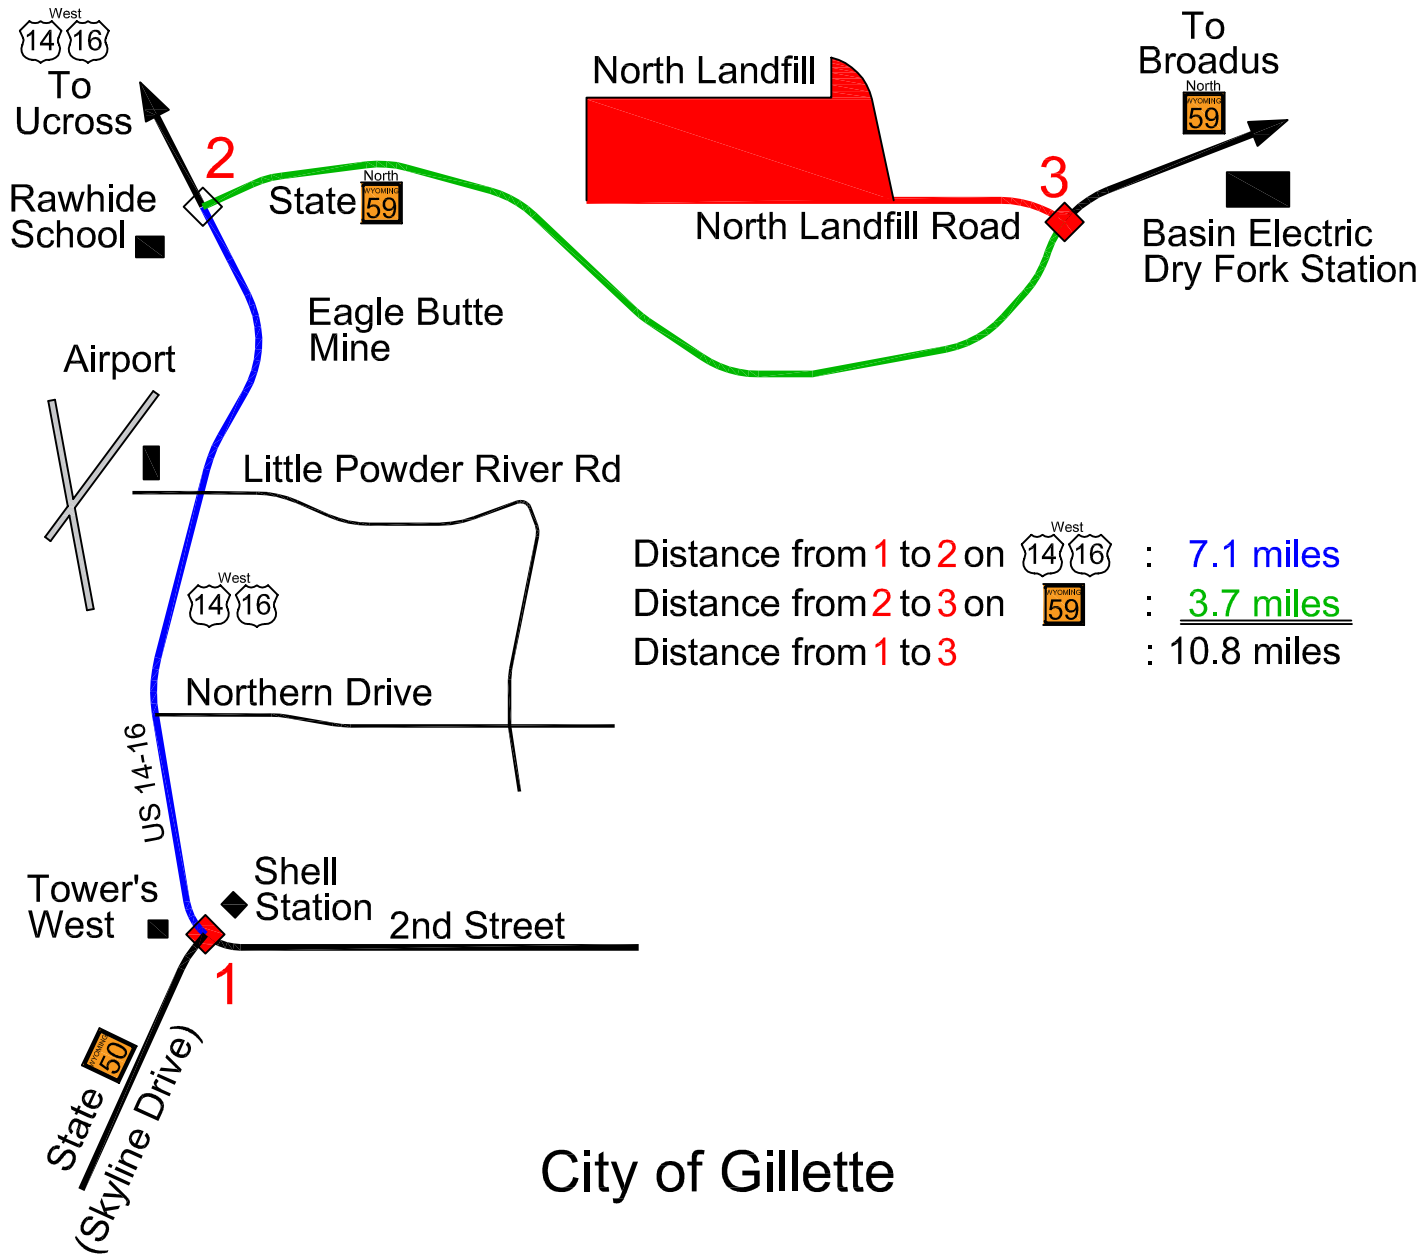 West
14 16
To
Ucross
2
Rawhide
School
State
North
WYOMING
59
North Landfill
North Landfill Road
3
To
Broadus
North
WYOMING
59
Basin Electric
Dry Fork Station
Eagle Butte
Mine
Airport
Little Powder River Rd
West
14 16
Distance from 1 to 2 on West 14 16 : 7.1 miles
Distance from 2 to 3 on WYOMING 59 : 3.7 miles
Distance from 1 to 3 : 10.8 miles
Northern Drive
US 14-16
Tower's
West
Shell
Station
2nd Street
1
State
WYOMING
50
(Skyline Drive)
City of Gillette